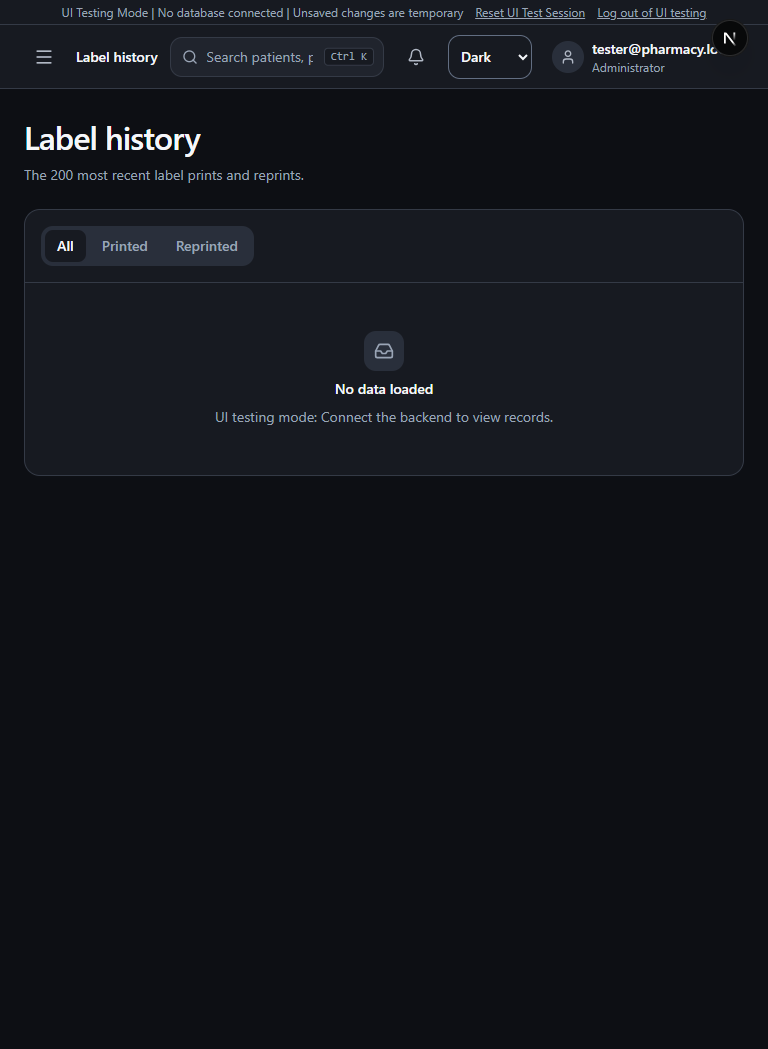 UI Testing Mode | No database connected | Unsaved changes are temporary Reset UI Test Session Log out of UI testing
Label history
Search patients, p
Ctrl K
Dark
tester@pharmacy.lo
Administrator
N
Label history
The 200 most recent label prints and reprints.
All Printed Reprinted
No data loaded
UI testing mode: Connect the backend to view records.